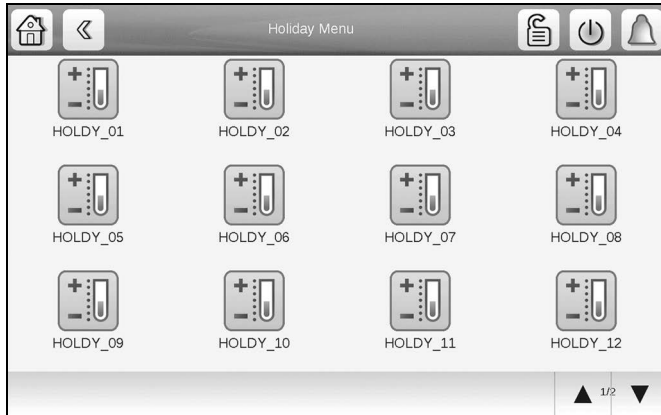 Holiday Menu
HOLDY_01 HOLDY_02 HOLDY_03 HOLDY_04
HOLDY_05 HOLDY_06 HOLDY_07 HOLDY_08
HOLDY_09 HOLDY_10 HOLDY_11 HOLDY_12
1/2